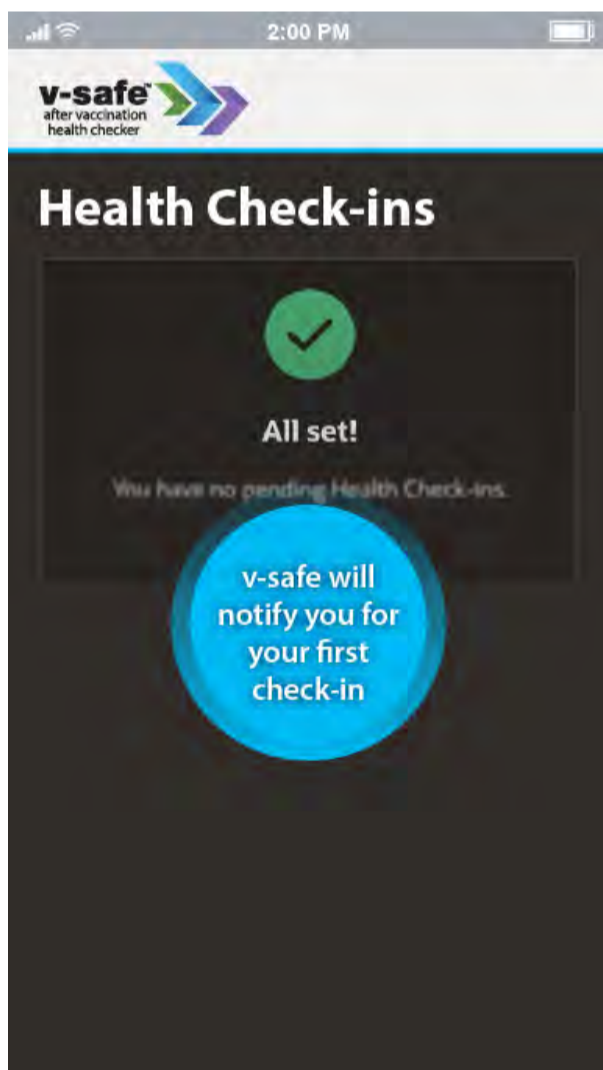 2:00 PM
v-safe™
after vaccination
health checker
Health Check-ins
All set!
You have no pending Health Check-ins.
v-safe will
notify you for
your first
check-in